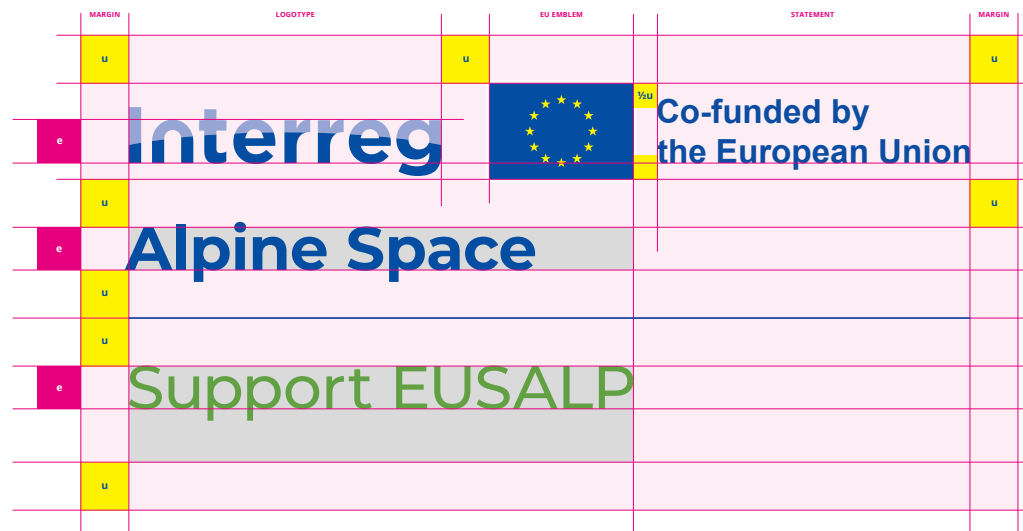 MARGIN LOGOTYPE EU EMBLEM STATEMENT MARGIN
u u u
½u
Interreg Co-funded by
e
the European Union
u u
e Alpine Space
u
u
e Support EUSALP
u